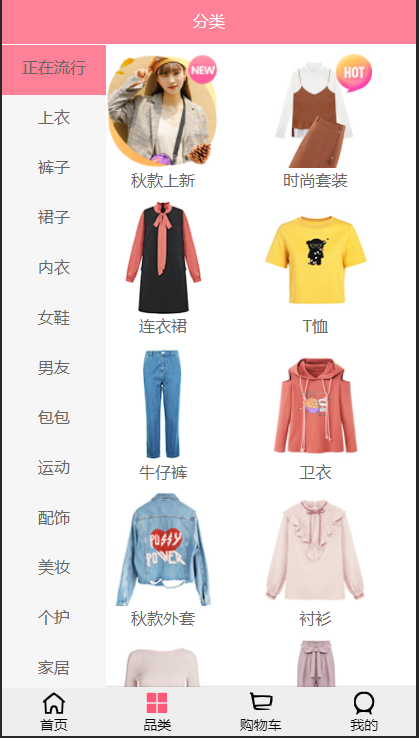 分类
正在流行
上衣
裤子
裙子
内衣
女鞋
男友
包包
运动
配饰
美妆
个护
家居
NEW
秋款上新
HOT
时尚套装
连衣裙
T恤
牛仔裤
卫衣
PUSSY
POWER
秋款外套
衬衫
首页
品类
购物车
我的